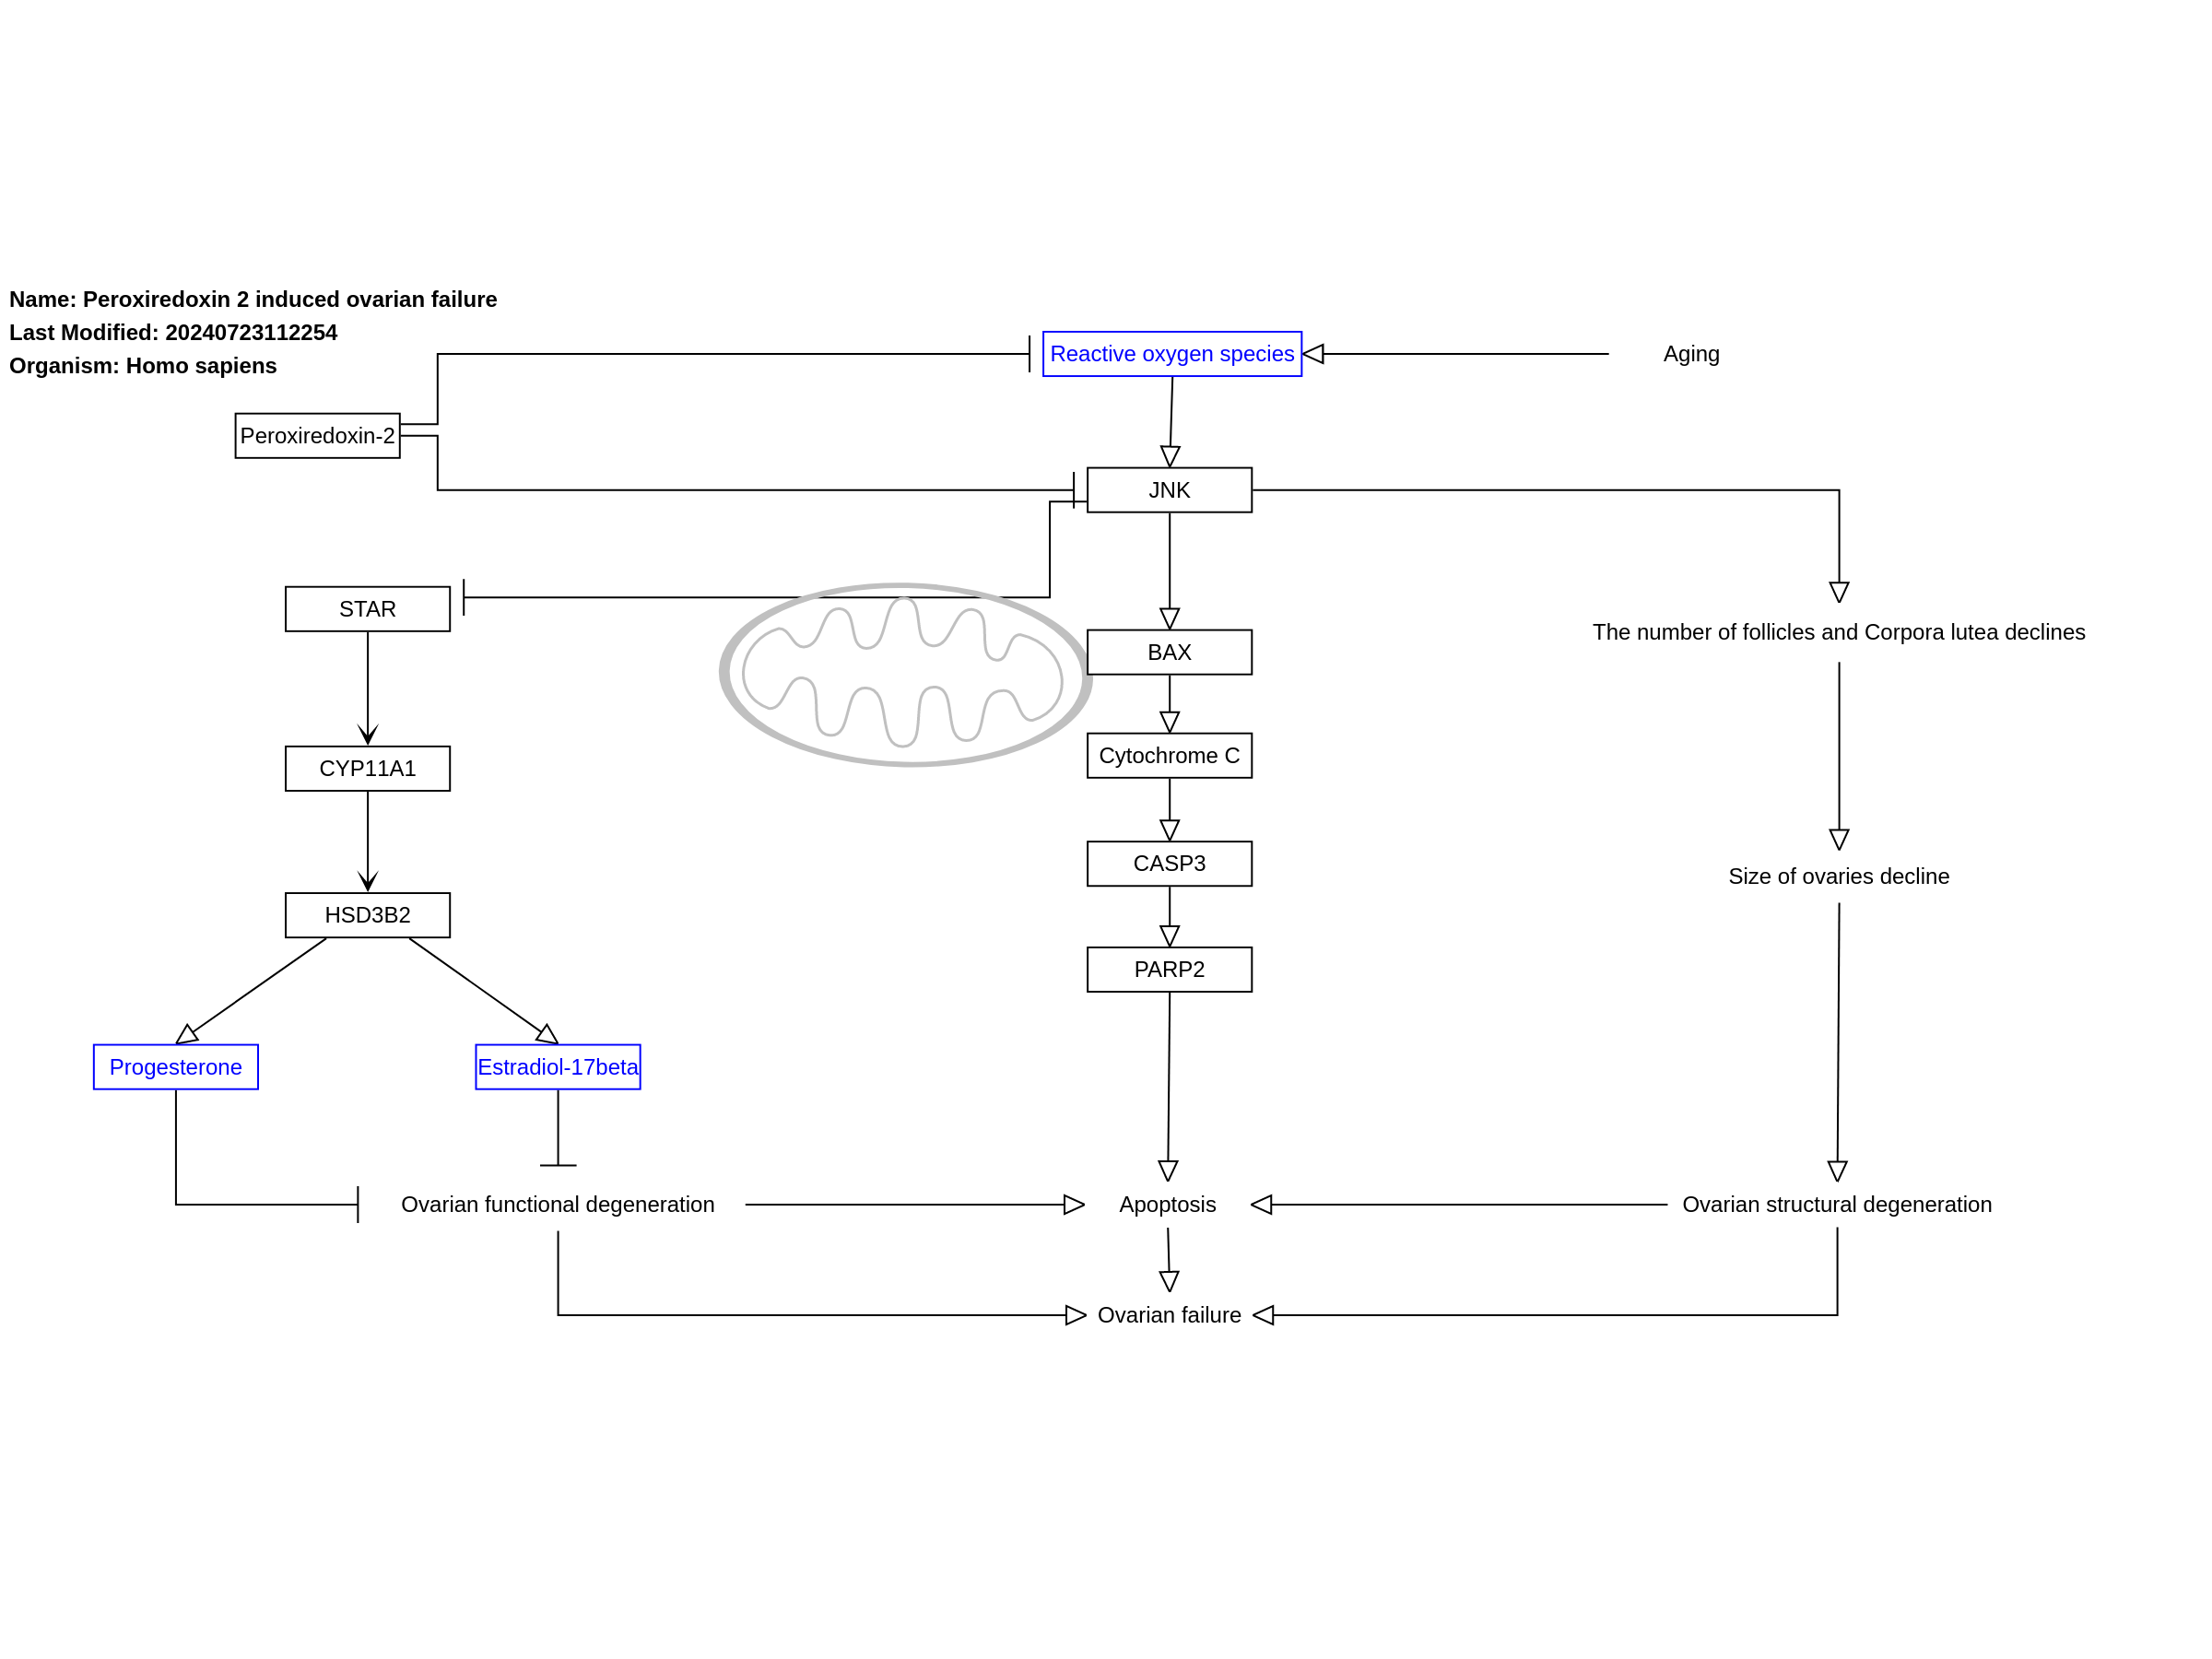 Name: Peroxiredoxin 2 induced ovarian failure
Last Modified: 20240723112254
Organism: Homo sapiens
Reactive oxygen species
Aging
Peroxiredoxin-2
JNK
STAR
BAX
The number of follicles and Corpora lutea declines
CYP11A1
Cytochrome C
CASP3
Size of ovaries decline
HSD3B2
PARP2
Progesterone
Estradiol-17beta
Ovarian functional degeneration
Apoptosis
Ovarian structural degeneration
Ovarian failure